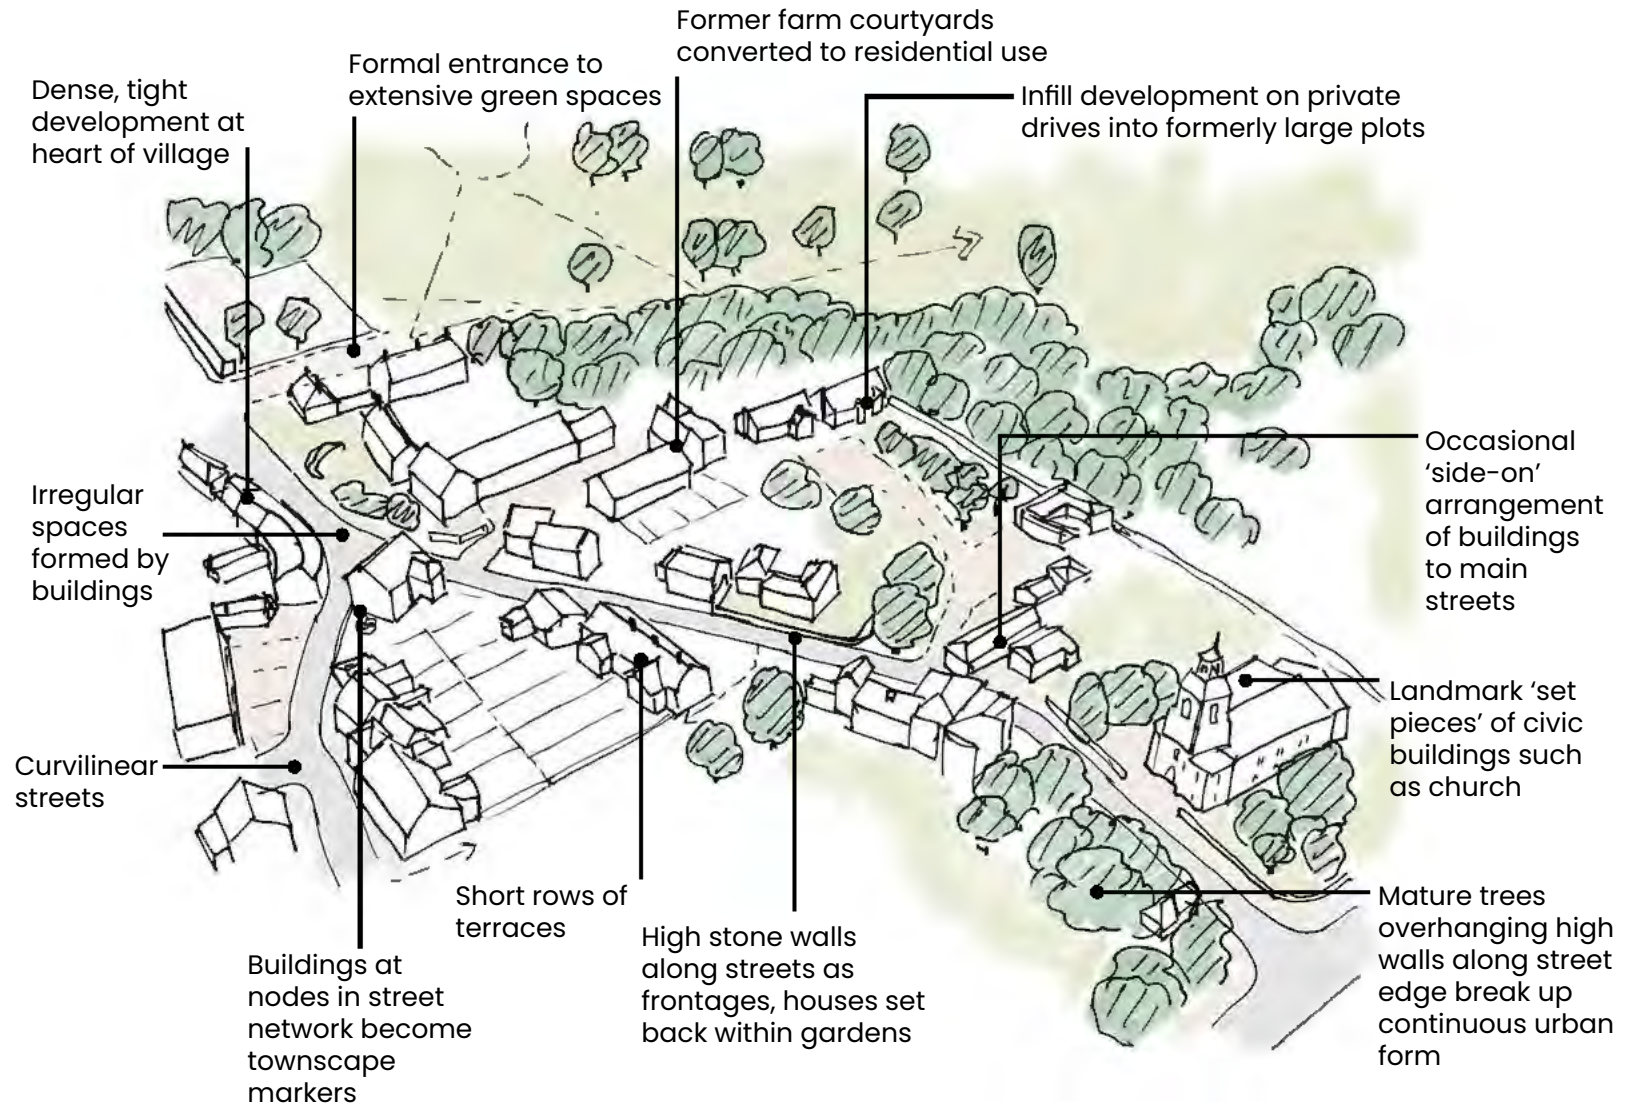 Former farm courtyards
converted to residential use
Formal entrance to
extensive green spaces
Dense, tight
development at
heart of village
Infill development on private
drives into formerly large plots
Occasional
‘side-on’
arrangement
of buildings
to main
streets
Irregular
spaces
formed by
buildings
Landmark ‘set
pieces’ of civic
buildings such
as church
Curvilinear
streets
Short rows of
terraces
Mature trees
overhanging high
walls along street
edge break up
continuous urban
form
High stone walls
along streets as
frontages, houses set
back within gardens
Buildings at
nodes in street
network become
townscape
markers